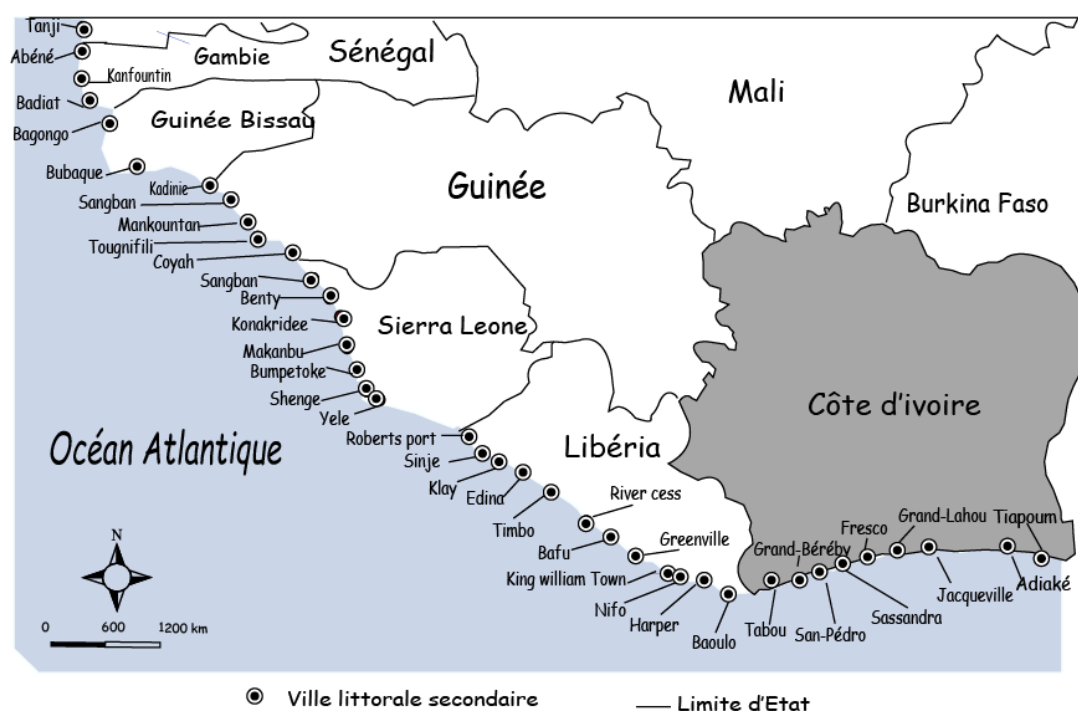 Tanji
Abéné
Kanfountin
Badiat
Bagongo
Bubaque
Kadinie
Sangban
Mankountan
Tougnifili
Coyah
Sangban
Benty
Konakridee
Makanbu
Bumpetoke
Shenge
Yele
Roberts port
Sinje
Klay
Edina
Timbo
River cess
Bafu
Greenville
King william Town
Nifo
Harper
Baoulo
Tabou
Grand-Béréby
San-Pédro
Sassandra
Fresco
Grand-Lahou
Jacqueville
Tiapoum
Adiaké
Gambie
Sénégal
Mali
Guinée Bissau
Guinée
Burkina Faso
Sierra Leone
Libéria
Côte d'ivoire
Océan Atlantique
N
0 600 1200 km
Ville littorale secondaire
Limite d'Etat